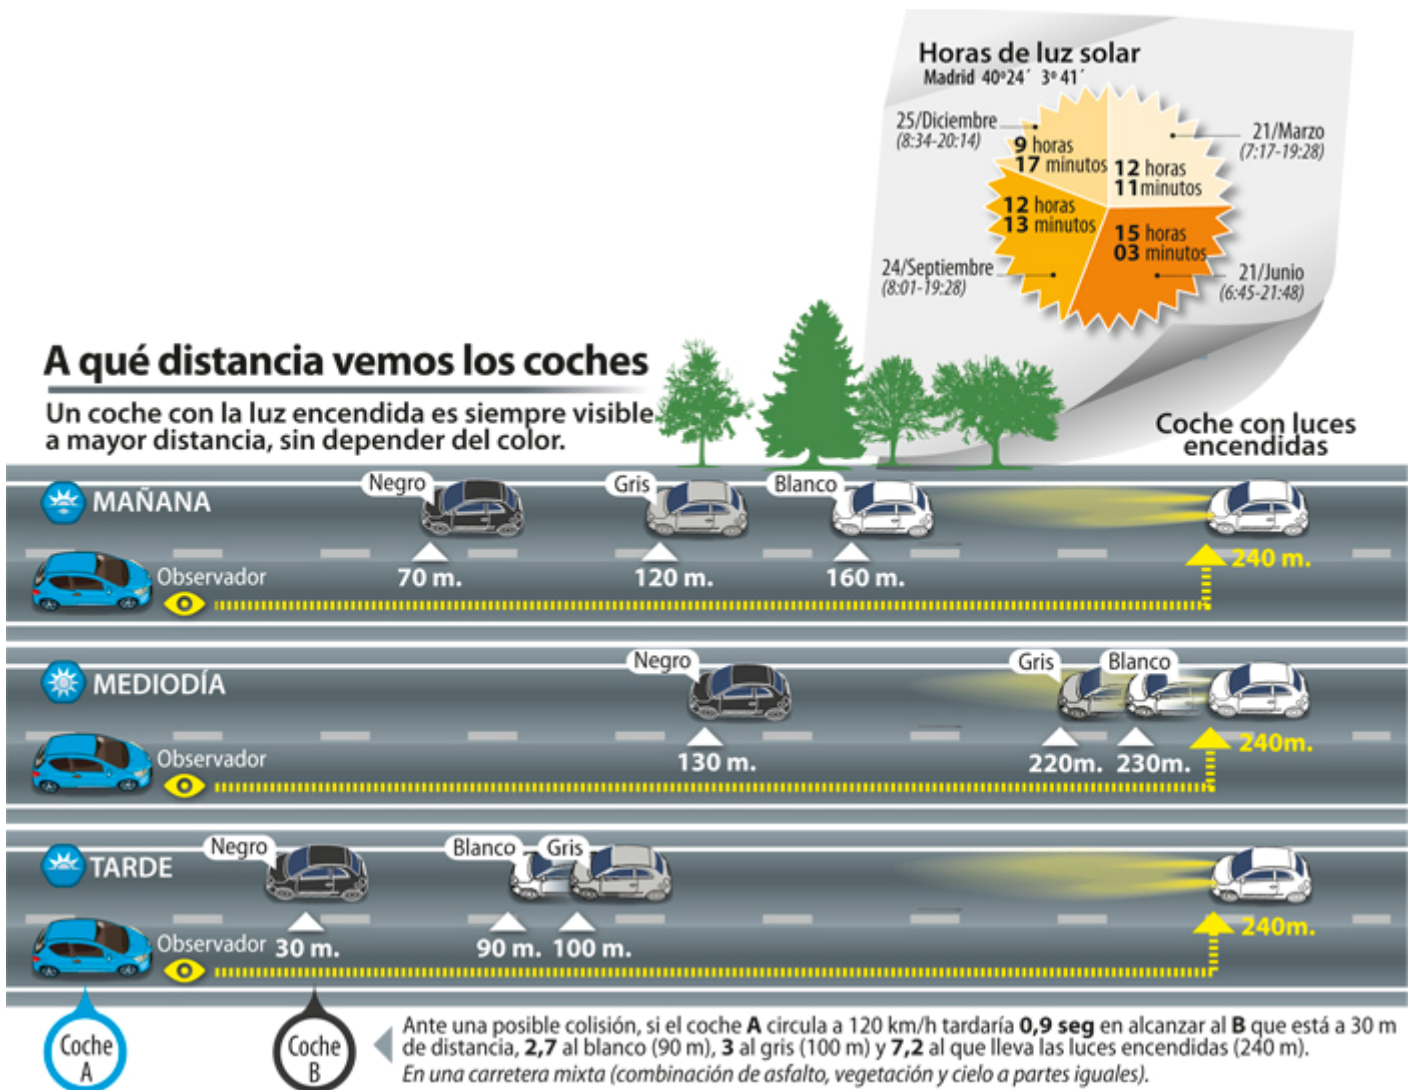 Horas de luz solar
Madrid 40º24´ 3º 41´
25/Diciembre
(8:34-20:14)
9 horas
17 minutos
21/Marzo
(7:17-19:28)
12 horas
11 minutos
12 horas
13 minutos
15 horas
03 minutos
24/Septiembre
(8:01-19:28)
21/Junio
(6:45-21:48)
A qué distancia vemos los coches
Un coche con la luz encendida es siempre visible
a mayor distancia, sin depender del color.
Coche con luces
encendidas
MAÑANA
Negro
Gris
Blanco
Observador
70 m.
120 m.
160 m.
240 m.
MEDIODÍA
Negro
Gris
Blanco
Observador
130 m.
220m.
230m.
240m.
TARDE
Negro
Blanco
Gris
Observador
30 m.
90 m.
100 m.
240m.
Coche
A
Coche
B
Ante una posible colisión, si el coche A circula a 120 km/h tardaría 0,9 seg en alcanzar al B que está a 30 m
de distancia, 2,7 al blanco (90 m), 3 al gris (100 m) y 7,2 al que lleva las luces encendidas (240 m).
En una carretera mixta (combinación de asfalto, vegetación y cielo a partes iguales).